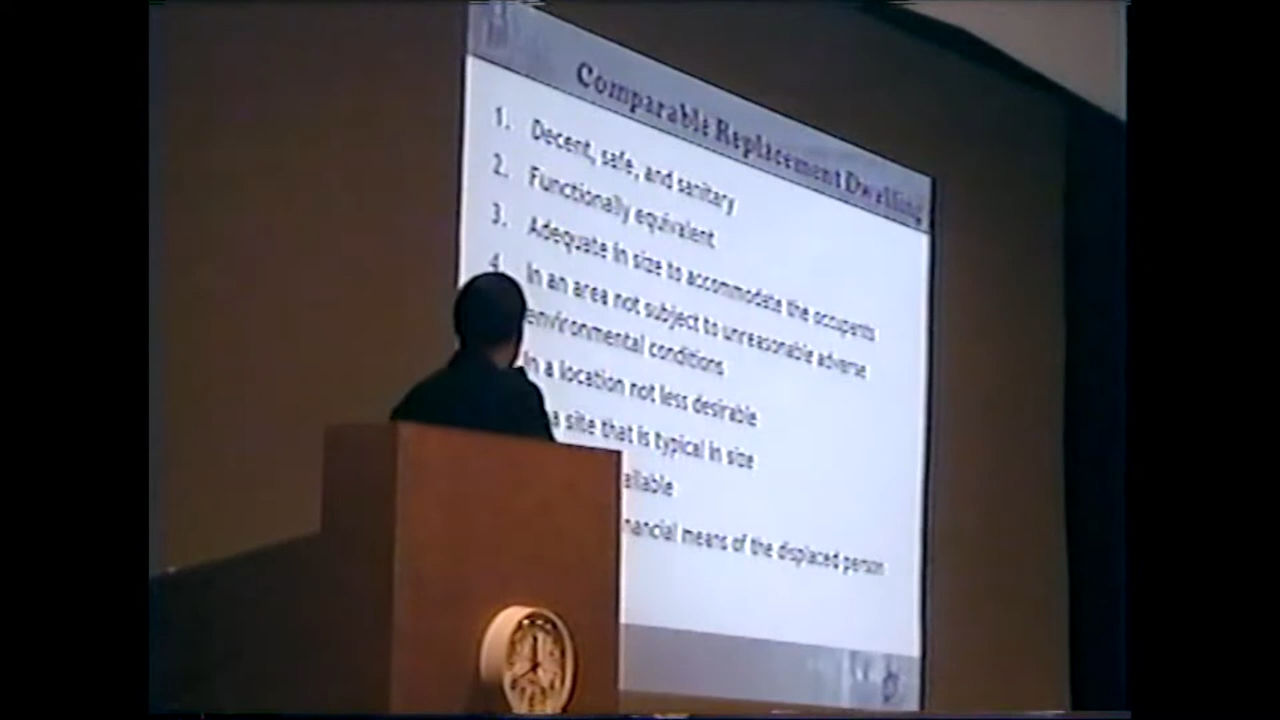 Comparable Replacement Dwelling
1. Decent, safe, and sanitary
2. Functionally equivalent
3. Adequate in size to accommodate the occupants
4. In an area not subject to unreasonable adverse
environmental conditions
In a location not less desirable
a site that is typical in size
ailable
nancial means of the displaced person